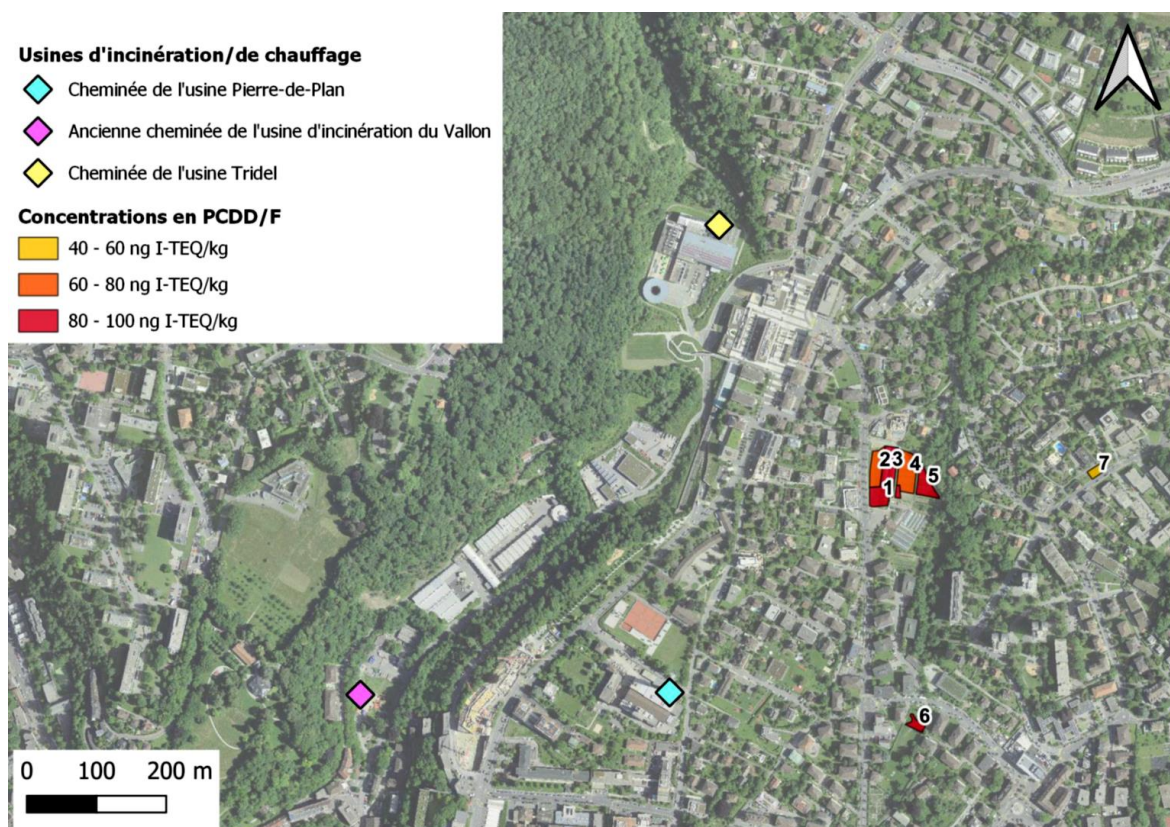 Usines d'incinération/de chauffage
Cheminée de l'usine Pierre-de-Plan
Ancienne cheminée de l'usine d'incinération du Vallon
Cheminée de l'usine Tridel
Concentrations en PCDD/F
40 - 60 ng I-TEQ/kg
60 - 80 ng I-TEQ/kg
80 - 100 ng I-TEQ/kg
2 3 4 5
7
1
6
0 100 200 m